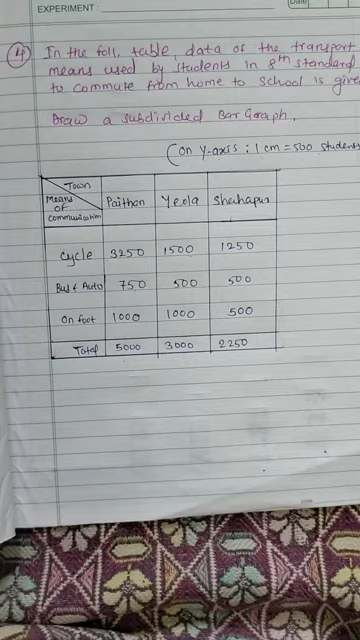 EXPERIMENT :
Date
4 In the foll. table, data of the transport
means used by students in 8th standard
to commute from home to school is given
Draw a subdivided Bar Graph.
(on y-axis : 1 cm = 500 students
Town
Means of communication Paithan Yeola Shahapur
Cycle 3250 1500 1250
Bus & Auto 750 500 500
On foot 1000 1000 500
Total 5000 3000 2250